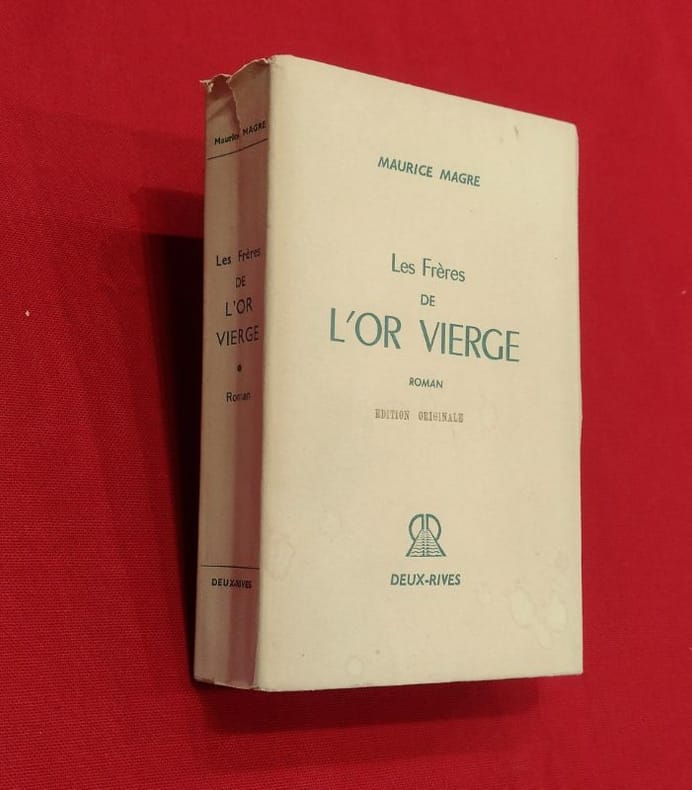 Maurice MAGRE
Les Frères
DE
L'OR
VIERGE
Roman
DEUX-RIVES
MAURICE MAGRE
Les Frères
DE
L'OR VIERGE
ROMAN
EDITION ORIGINALE
DEUX-RIVES